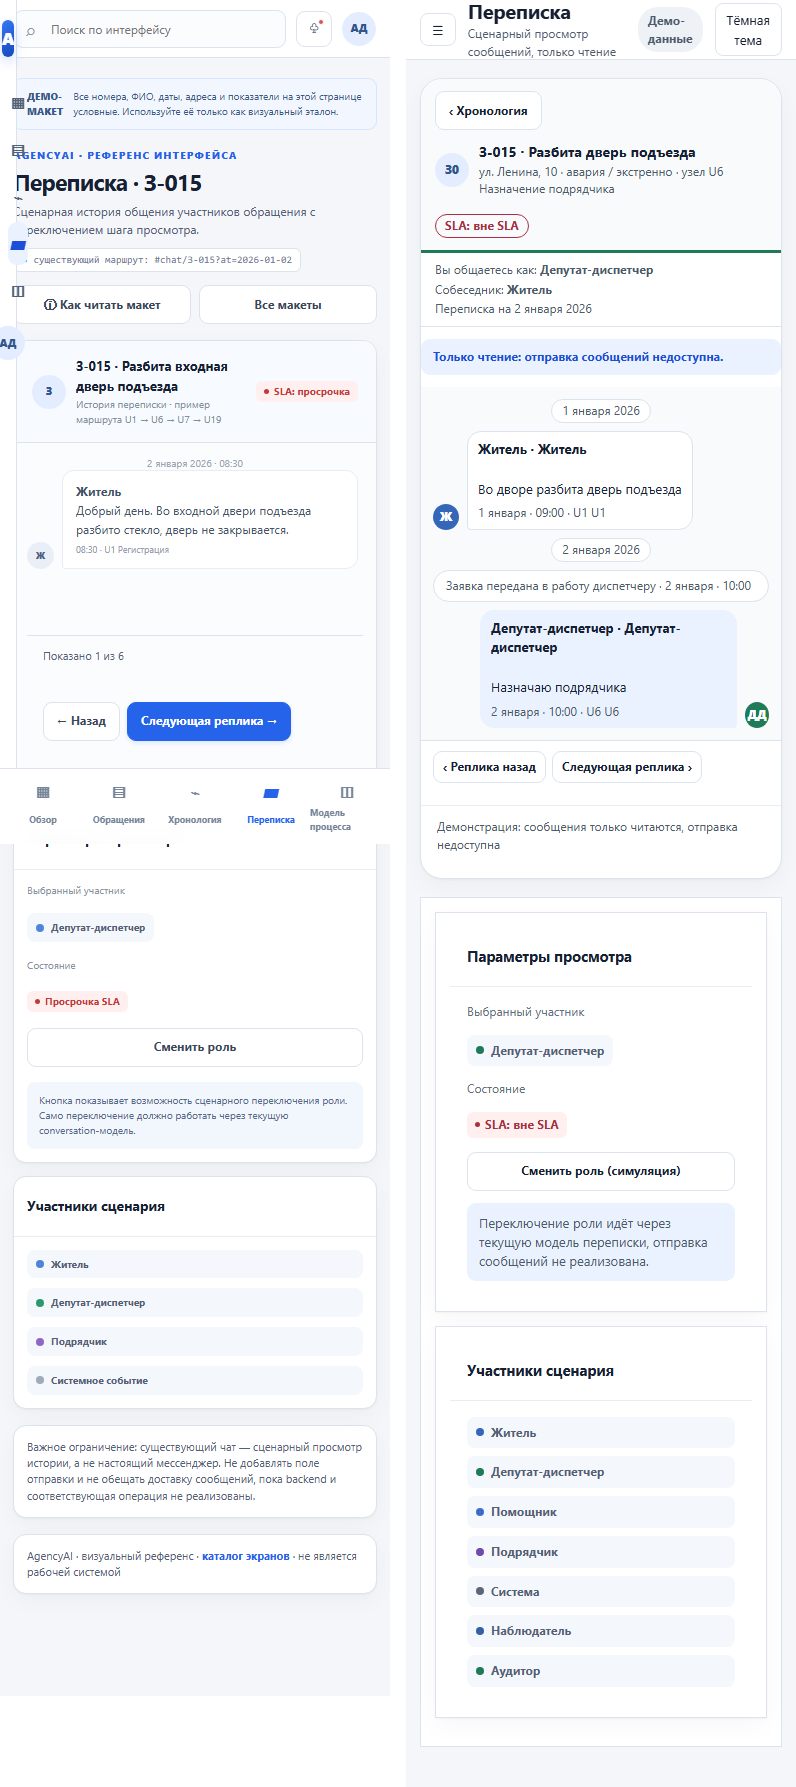 A
Поиск по интерфейсу
АД
ДЕМО-
МАКЕТ
Все номера, ФИО, даты, адреса и показатели на этой странице
условные. Используйте её только как визуальный эталон.
AGENCYAI • РЕФЕРЕНС ИНТЕРФЕЙСА
Переписка · 3-015
Сценарная история общения участников обращения с
реключением шага просмотра.
существующий маршрут: #chat/3-015?at=2026-01-02
Как читать макет
Все макеты
АД
3
3-015 · Разбита входная
дверь подъезда
История переписки · пример
маршрута U1 → U6 → U7 → U19
SLA: просрочка
2 января 2026 · 08:30
Житель
Добрый день. Во входной двери подъезда
разбито стекло, дверь не закрывается.
08:30 · U1 Регистрация
Ж
Показано 1 из 6
← Назад
Следующая реплика →
Обзор
Обращения
Хронология
Переписка
Модель
процесса
Выбранный участник
Депутат-диспетчер
Состояние
Просрочка SLA
Сменить роль
Кнопка показывает возможность сценарного переключения роли.
Само переключение должно работать через текущую
conversation-модель.
Участники сценария
Житель
Депутат-диспетчер
Подрядчик
Системное событие
Важное ограничение: существующий чат — сценарный просмотр
истории, а не настоящий мессенджер. Не добавлять поле
отправки и не обещать доставку сообщений, пока backend и
соответствующая операция не реализованы.
AgencyAI · визуальный референс · каталог экранов · не является
рабочей системой
☰
Переписка
Сценарный просмотр
сообщений, только чтение
Демо-
данные
Тёмная
тема
‹ Хронология
30
3-015 · Разбита дверь подъезда
ул. Ленина, 10 · авария / экстренно · узел U6
Назначение подрядчика
SLA: вне SLA
Вы общаетесь как: Депутат-диспетчер
Собеседник: Житель
Переписка на 2 января 2026
Только чтение: отправка сообщений недоступна.
1 января 2026
Житель · Житель
Во дворе разбита дверь подъезда
1 января · 09:00 · U1 U1
Ж
2 января 2026
Заявка передана в работу диспетчеру · 2 января · 10:00
Депутат-диспетчер · Депутат-
диспетчер
Назначаю подрядчика
2 января · 10:00 · U6 U6
ДД
‹ Реплика назад
Следующая реплика ›
Демонстрация: сообщения только читаются, отправка
недоступна
Параметры просмотра
Выбранный участник
Депутат-диспетчер
Состояние
SLA: вне SLA
Сменить роль (симуляция)
Переключение роли идёт через
текущую модель переписки, отправка
сообщений не реализована.
Участники сценария
Житель
Депутат-диспетчер
Помощник
Подрядчик
Система
Наблюдатель
Аудитор